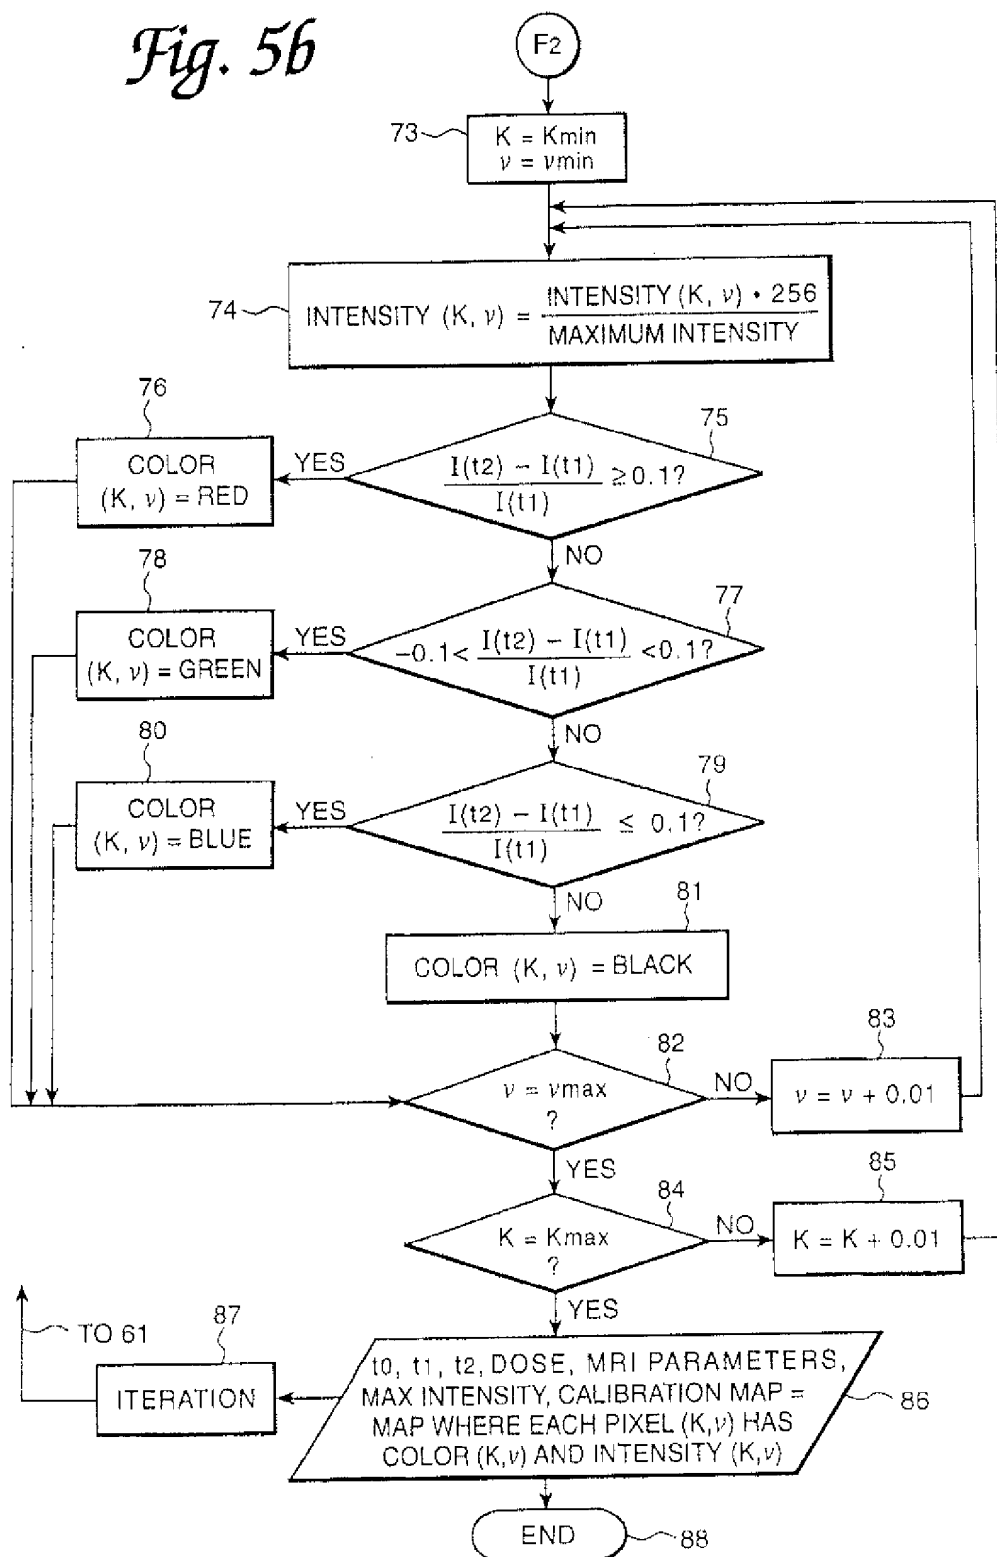 Fig. 5b
F2
73
K = Kmin
ν = νmin
74
INTENSITY (K, ν) = INTENSITY (K, ν) • 256
MAXIMUM INTENSITY
76
COLOR
(K, ν) = RED
YES
75
I(t2) – I(t1)
I(t1)
≥ 0.1?
NO
78
COLOR
(K, ν) = GREEN
YES
77
–0.1 < I(t2) – I(t1) < 0.1?
I(t1)
NO
80
COLOR
(K, ν) = BLUE
YES
79
I(t2) – I(t1)
I(t1)
≤ 0.1?
NO
81
COLOR (K, ν) = BLACK
82
ν = νmax
?
NO
83
ν = ν + 0.01
YES
84
K = Kmax
?
NO
85
K = K + 0.01
YES
TO 61
87
ITERATION
t0, t1, t2, DOSE, MRI PARAMETERS,
MAX INTENSITY, CALIBRATION MAP =
MAP WHERE EACH PIXEL (K,ν) HAS
COLOR (K,ν) AND INTENSITY (K,ν)
86
END
88